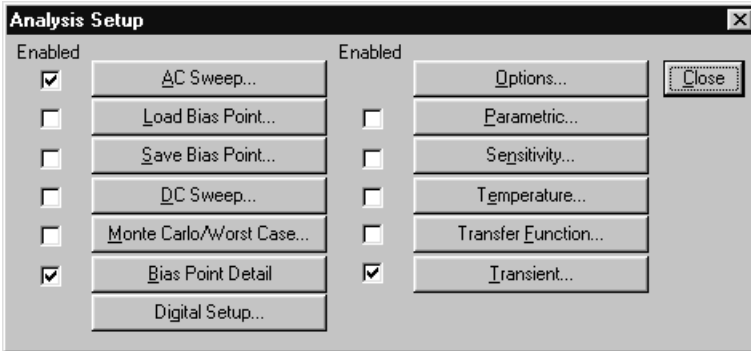 Analysis Setup
Enabled Enabled
AC Sweep... Options... Close
Load Bias Point... Parametric...
Save Bias Point... Sensitivity...
DC Sweep... Temperature...
Monte Carlo/Worst Case... Transfer Function...
Bias Point Detail Transient...
Digital Setup...